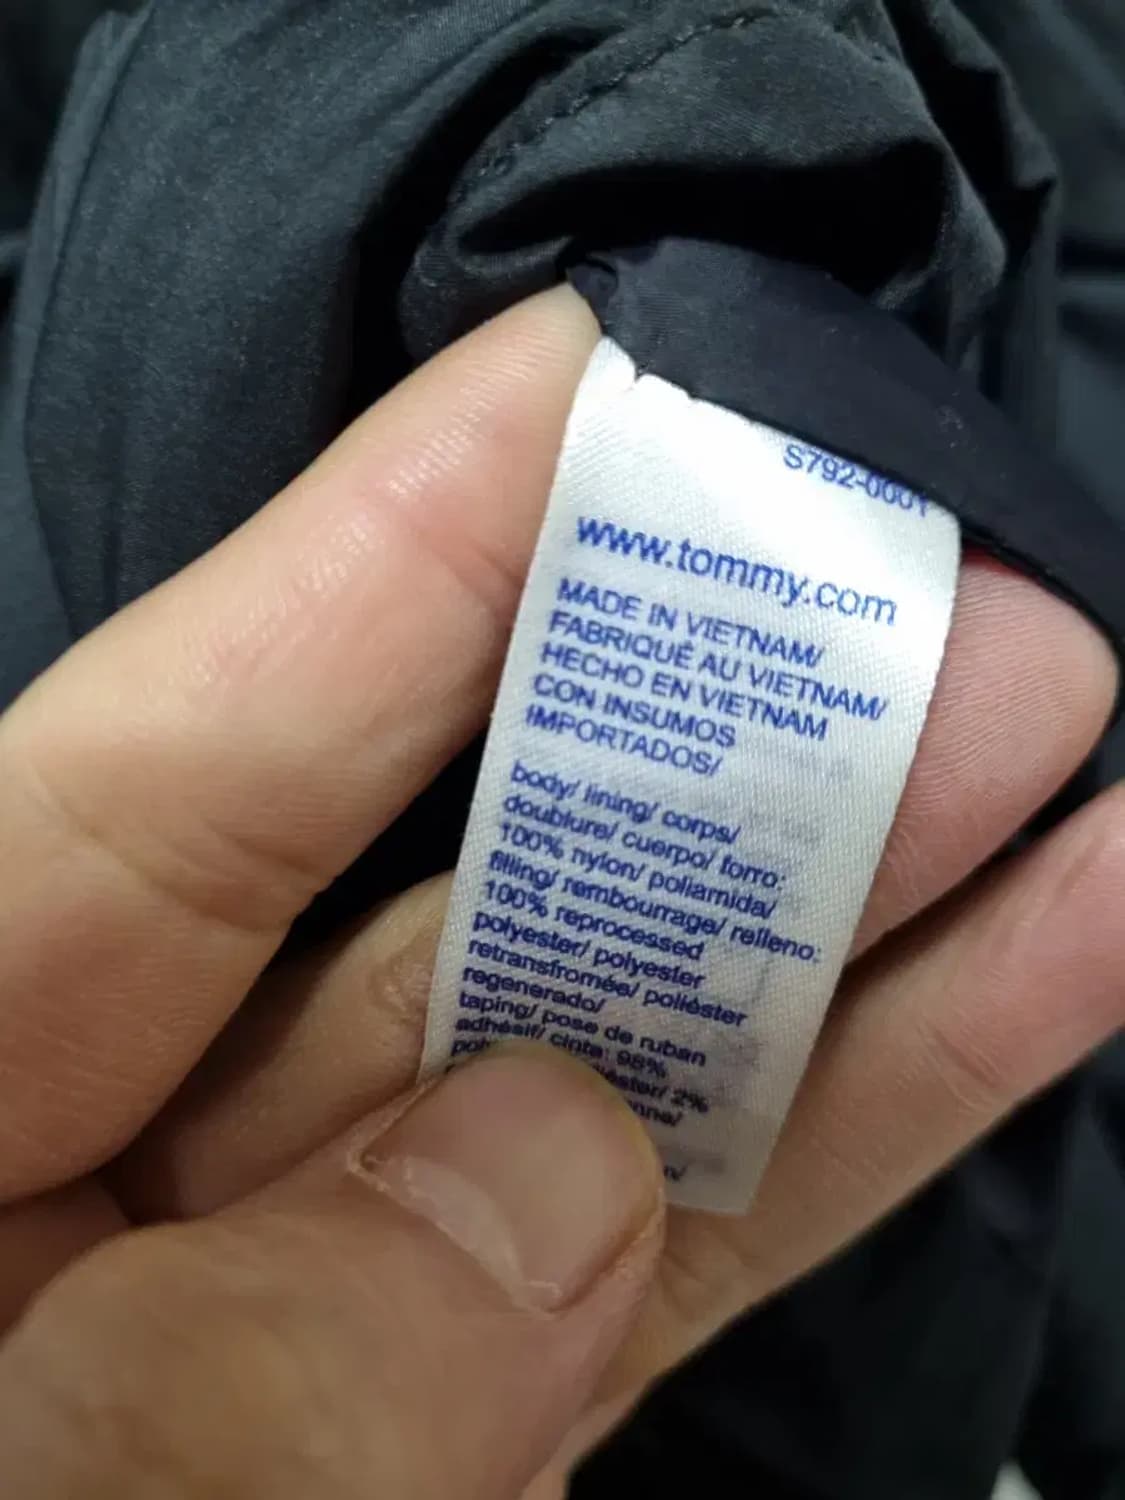 S792-0001
www.tommy.com
MADE IN VIETNAM/
FABRIQUÉ AU VIETNAM/
HECHO EN VIETNAM
CON INSUMOS
IMPORTADOS/
body/ lining/ corps/
doublure/ cuerpo/ forro:
100% nylon/ poliamida/
filling/ rembourrage/ relleno:
100% reprocessed
polyester/ polyester
retransfromée/ poliéster
regenerado/
taping/ pose de ruban
adhésif/ cinta: 98%
2%